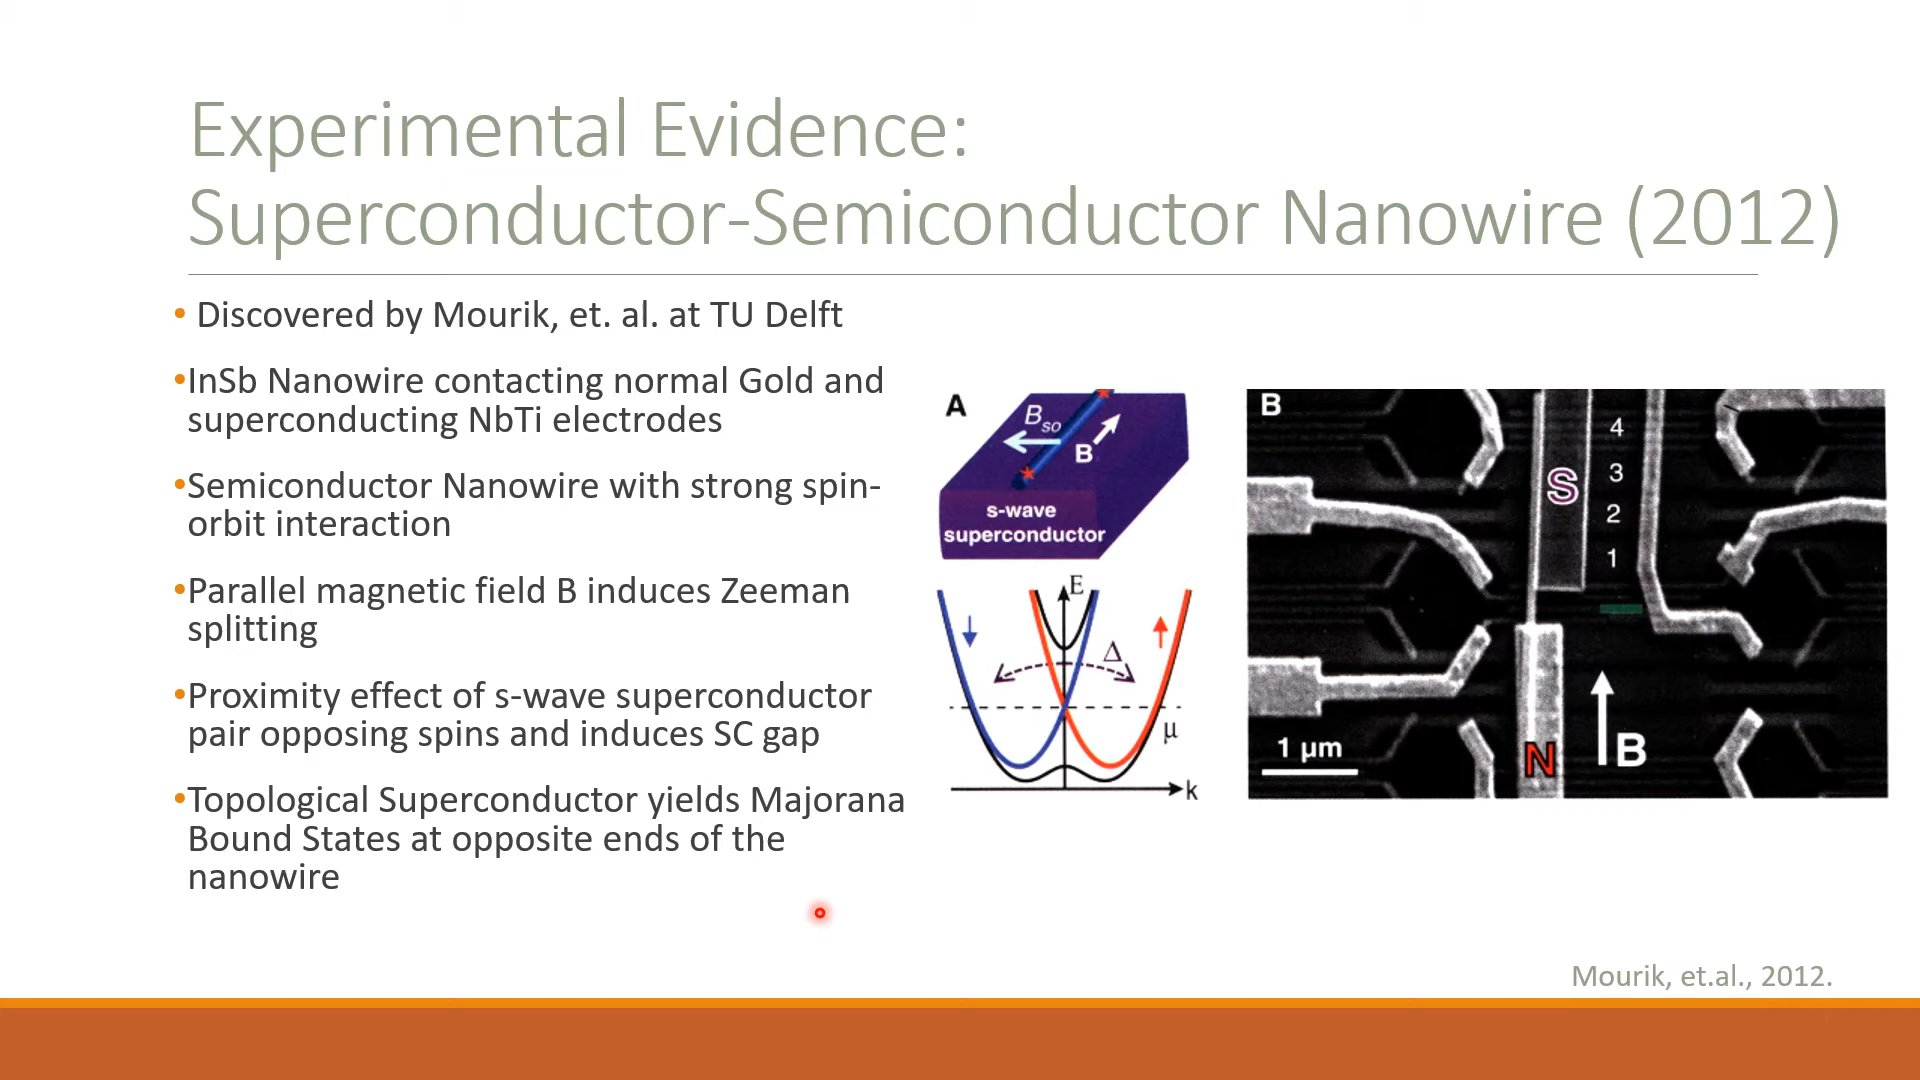 Experimental Evidence:
Superconductor-Semiconductor Nanowire (2012)
• Discovered by Mourik, et. al. at TU Delft
•InSb Nanowire contacting normal Gold and
superconducting NbTi electrodes
•Semiconductor Nanowire with strong spin-
orbit interaction
•Parallel magnetic field B induces Zeeman
splitting
•Proximity effect of s-wave superconductor
pair opposing spins and induces SC gap
•Topological Superconductor yields Majorana
Bound States at opposite ends of the
nanowire
A
Bso
B
s-wave
superconductor
E
Δ
μ
k
B
4
3
S
2
1
1 μm
N
B
Mourik, et.al., 2012.